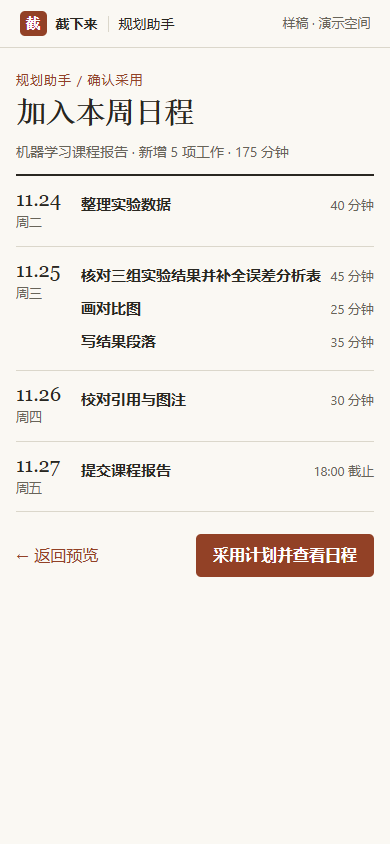 截 截下来 规划助手 样稿 · 演示空间
规划助手 / 确认采用
加入本周日程
机器学习课程报告 · 新增 5 项工作 · 175 分钟
11.24 整理实验数据 40 分钟
周二
11.25 核对三组实验结果并补全误差分析表 45 分钟
周三
画对比图 25 分钟
写结果段落 35 分钟
11.26 校对引用与图注 30 分钟
周四
11.27 提交课程报告 18:00 截止
周五
← 返回预览 采用计划并查看日程